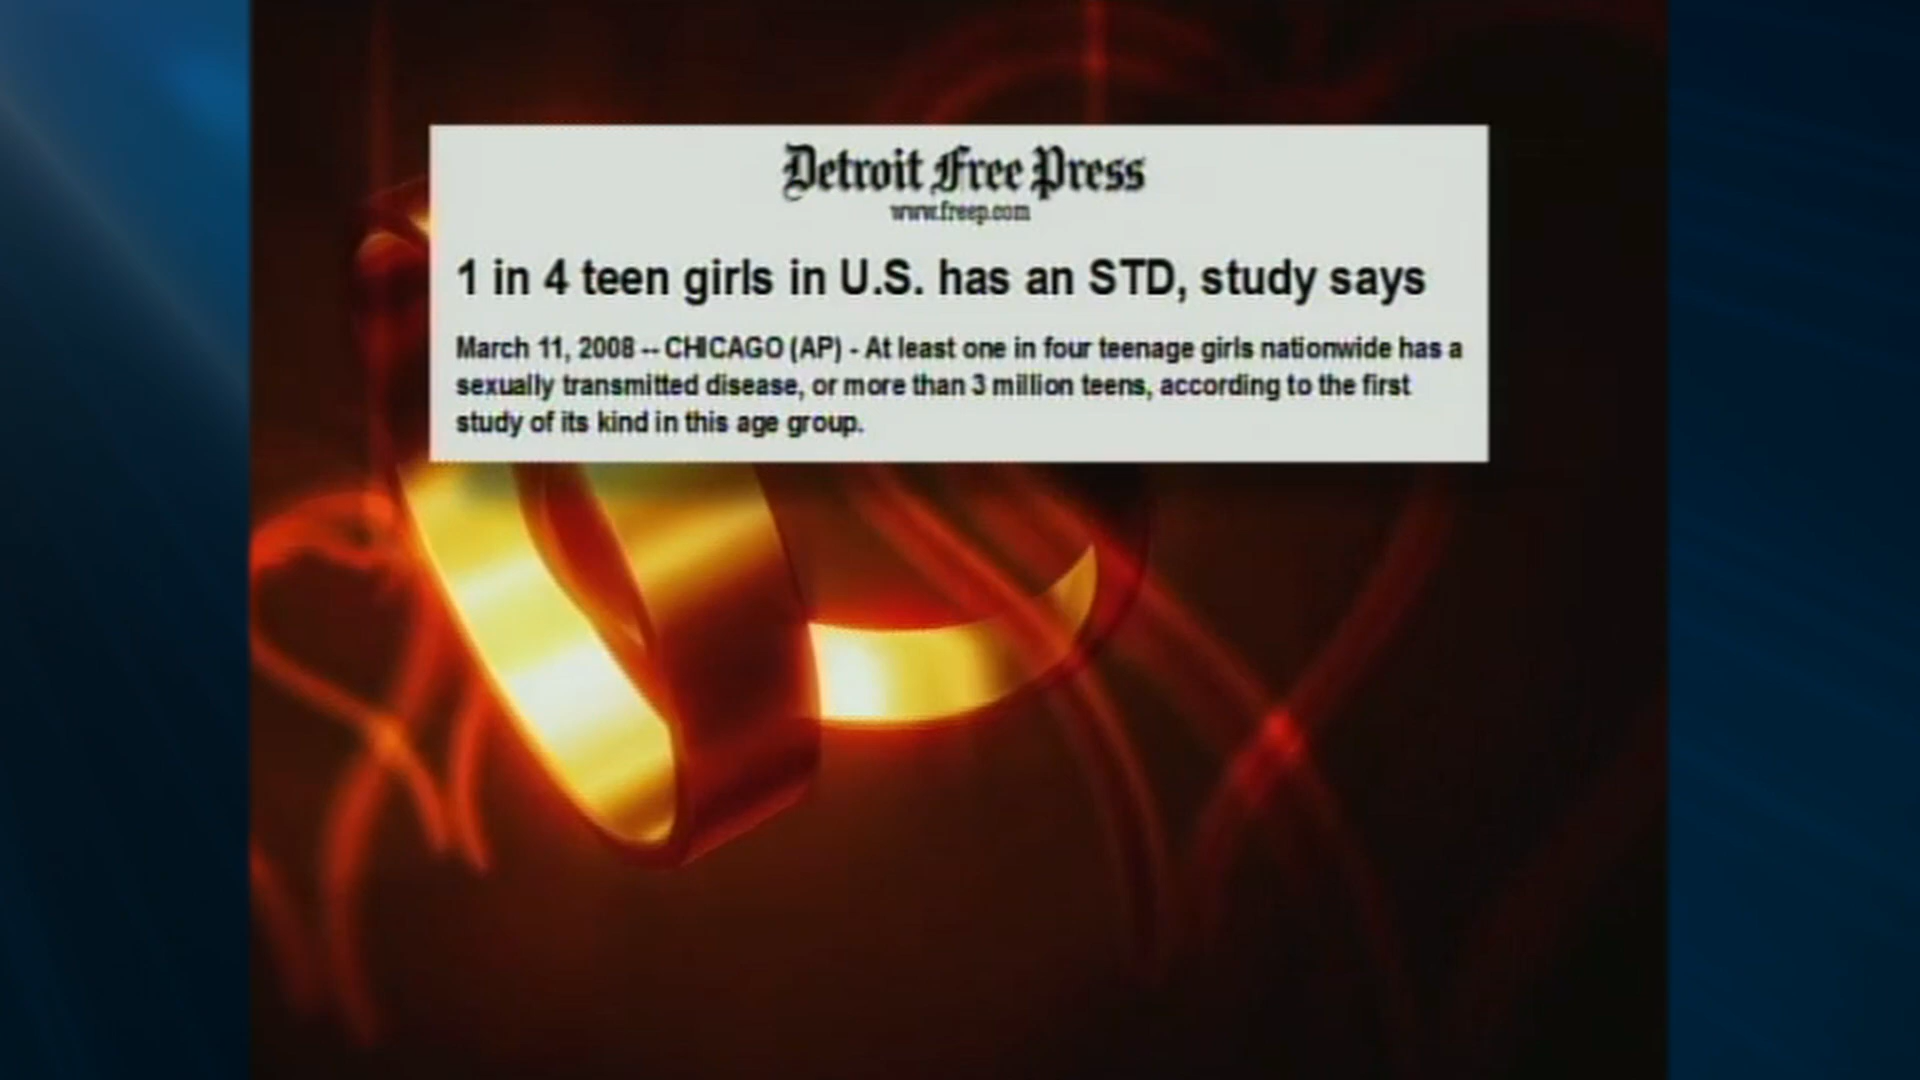 Detroit Free Press
www.freep.com
1 in 4 teen girls in U.S. has an STD, study says
March 11, 2008 -- CHICAGO (AP) - At least one in four teenage girls nationwide has a
sexually transmitted disease, or more than 3 million teens, according to the first
study of its kind in this age group.